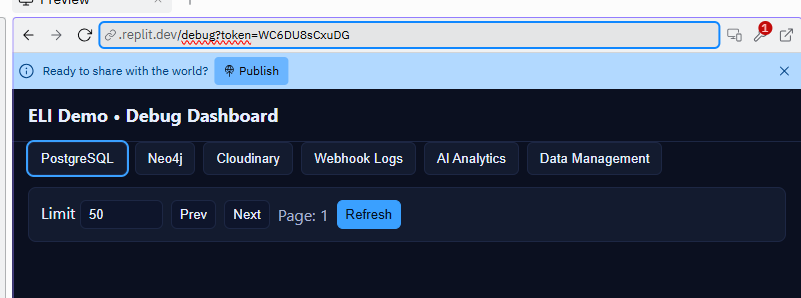 Preview
.replit.dev/debug?token=WC6DU8sCxuDG
1
Ready to share with the world? Publish
ELI Demo • Debug Dashboard
PostgreSQL Neo4j Cloudinary Webhook Logs AI Analytics Data Management
Limit 50 Prev Next Page: 1 Refresh